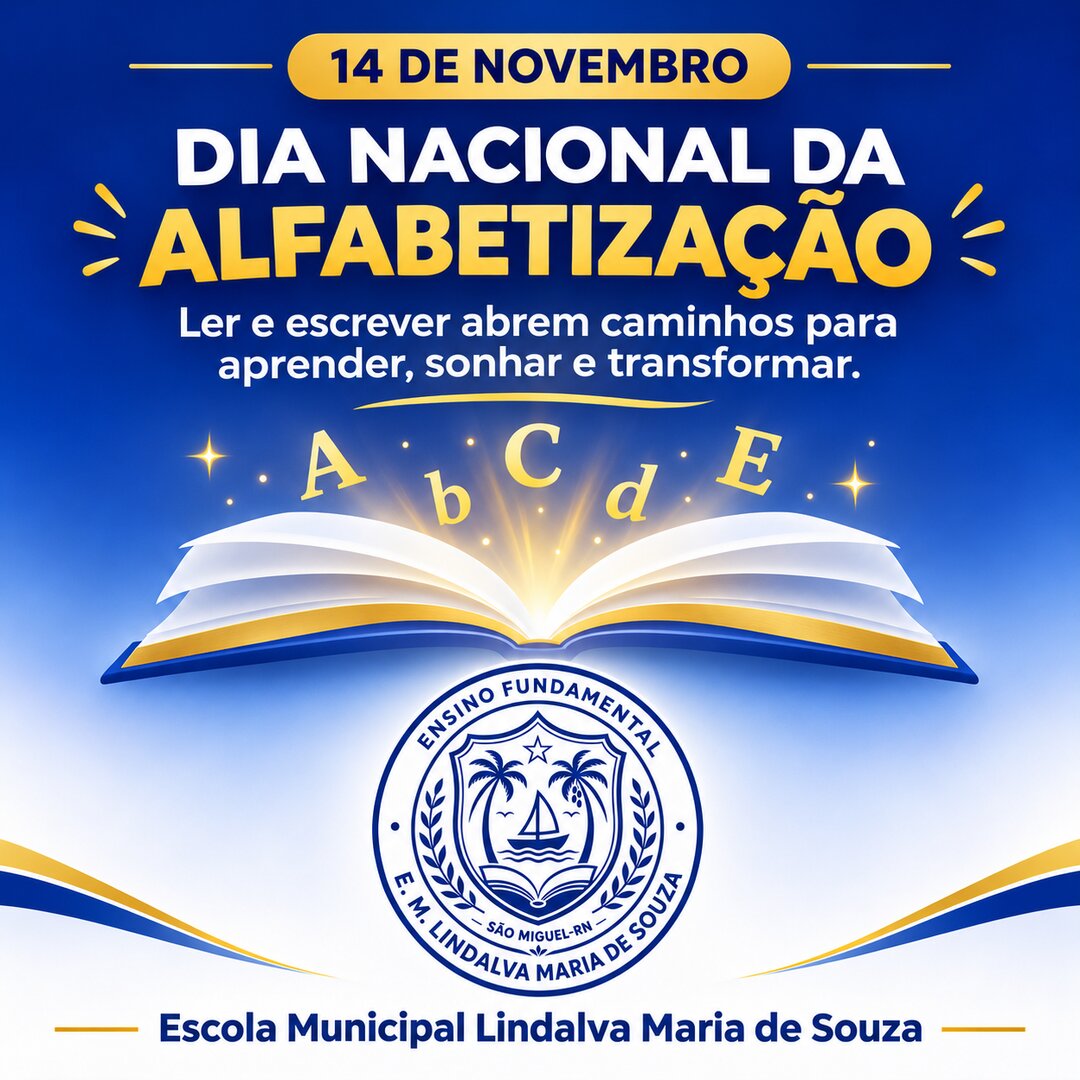 14 DE NOVEMBRO
DIA NACIONAL DA
ALFABETIZAÇÃO
Ler e escrever abrem caminhos para
aprender, sonhar e transformar.
A b C d E
ENSINO FUNDAMENTAL
SÃO MIGUEL-RN
E. M. LINDALVA MARIA DE SOUZA
Escola Municipal Lindalva Maria de Souza